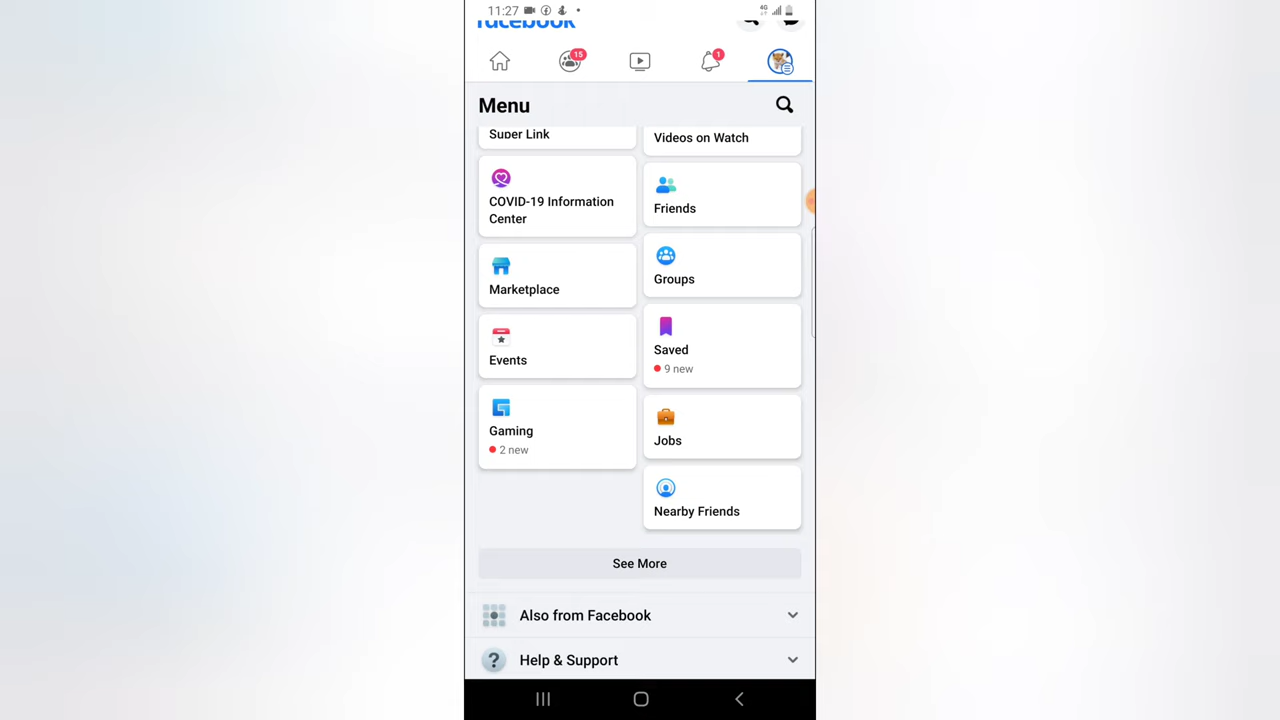 11:27
4G
facebook
15
1
Menu
Super Link
Videos on Watch
COVID-19 Information
Center
Friends
Marketplace
Groups
Events
Saved
9 new
Gaming
2 new
Jobs
Nearby Friends
See More
Also from Facebook
? Help & Support